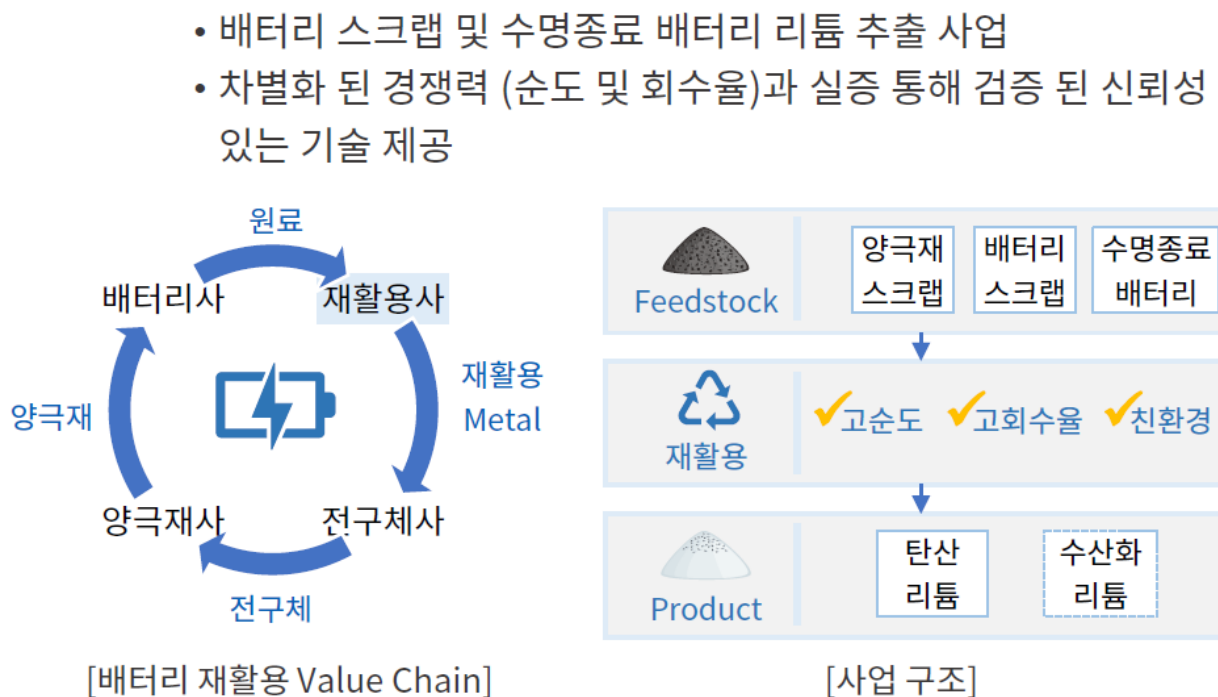 • 배터리 스크랩 및 수명종료 배터리 리튬 추출 사업
• 차별화 된 경쟁력 (순도 및 회수율)과 실증 통해 검증 된 신뢰성
있는 기술 제공
원료
배터리사
재활용사
양극재
재활용
Metal
양극재사
전구체사
전구체
[배터리 재활용 Value Chain]
Feedstock
양극재
스크랩
배터리
스크랩
수명종료
배터리
재활용
고순도
고회수율
친환경
Product
탄산
리튬
수산화
리튬
[사업 구조]